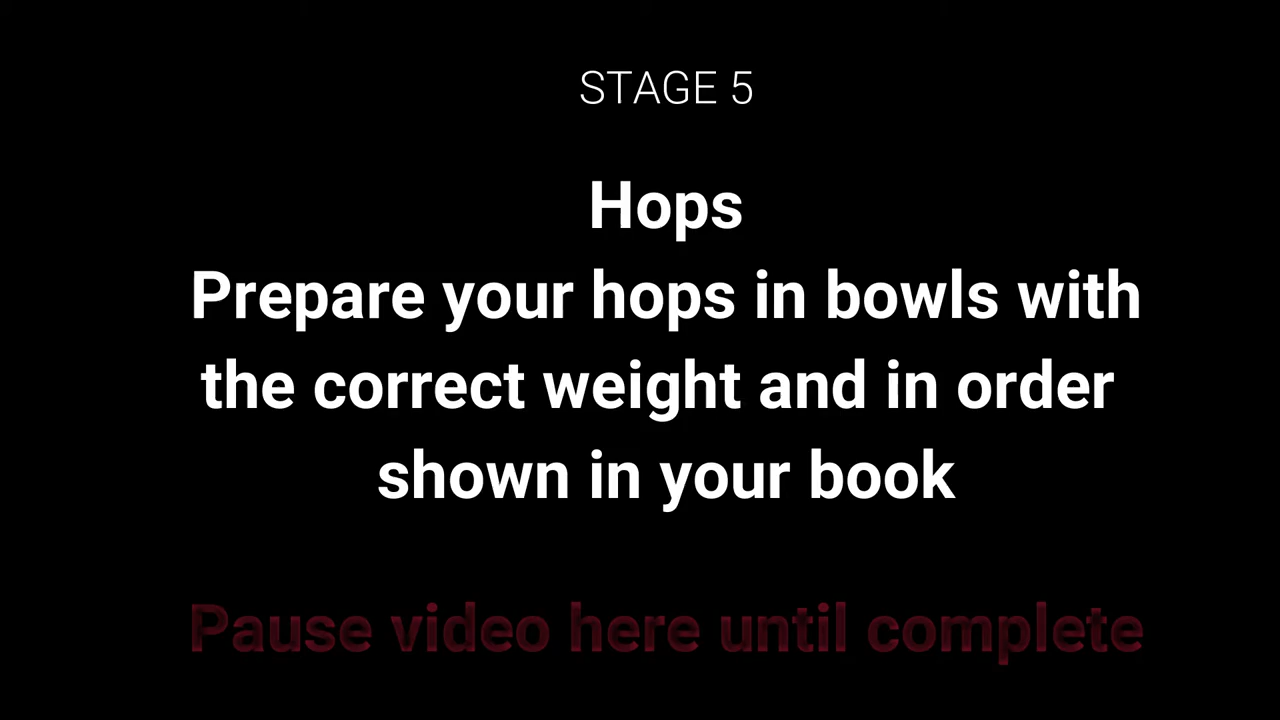 STAGE 5
Hops
Prepare your hops in bowls with
the correct weight and in order
shown in your book
Pause video here until complete